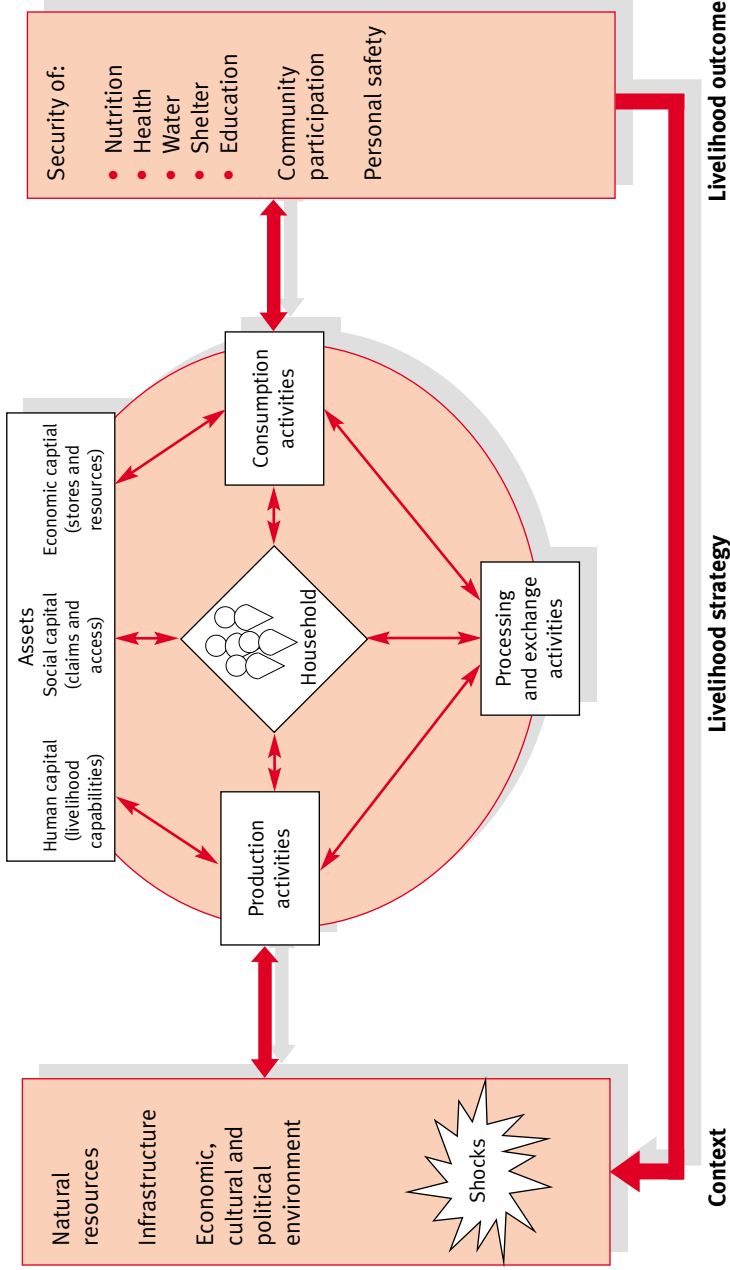 Natural
resources
Infrastructure
Economic,
cultural and
political
environment
Shocks
Context
Assets
Human capital
(livelihood
capabilities)
Social capital
(claims and
access)
Economic captial
(stores and
resources)
Production
activities
Household
Consumption
activities
Processing
and exchange
activities
Livelihood strategy
Security of:
• Nutrition
• Health
• Water
• Shelter
• Education
Community
participation
Personal safety
Livelihood outcome